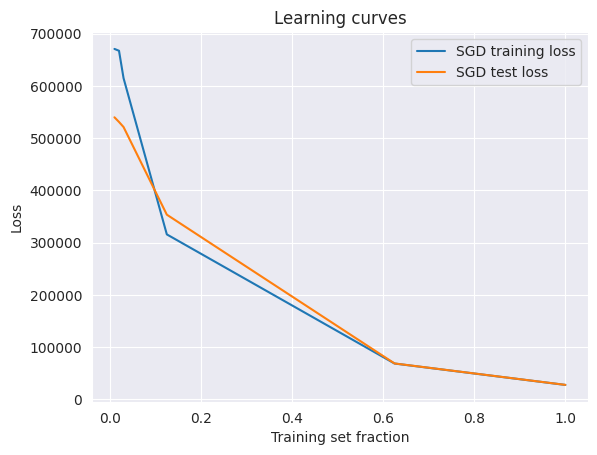 Learning curves
SGD training loss
SGD test loss
Loss
700000
600000
500000
400000
300000
200000
100000
0
0.0 0.2 0.4 0.6 0.8 1.0
Training set fraction